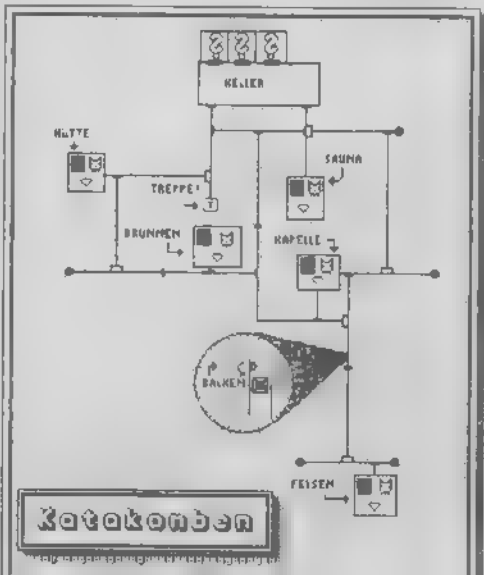 KELLER
HÜTTE
SAUNA
TREPPE
BRUNNEN
KAPELLE
BALKEN
FELSEN
Katakomben